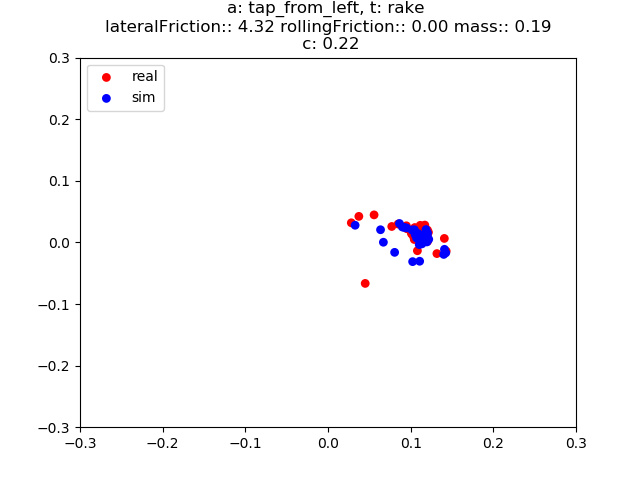 a: tap_from_left, t: rake
lateralFriction:: 4.32 rollingFriction:: 0.00 mass:: 0.19
c: 0.22
real
sim
0.3
0.2
0.1
0.0
−0.1
−0.2
−0.3
−0.3 −0.2 −0.1 0.0 0.1 0.2 0.3